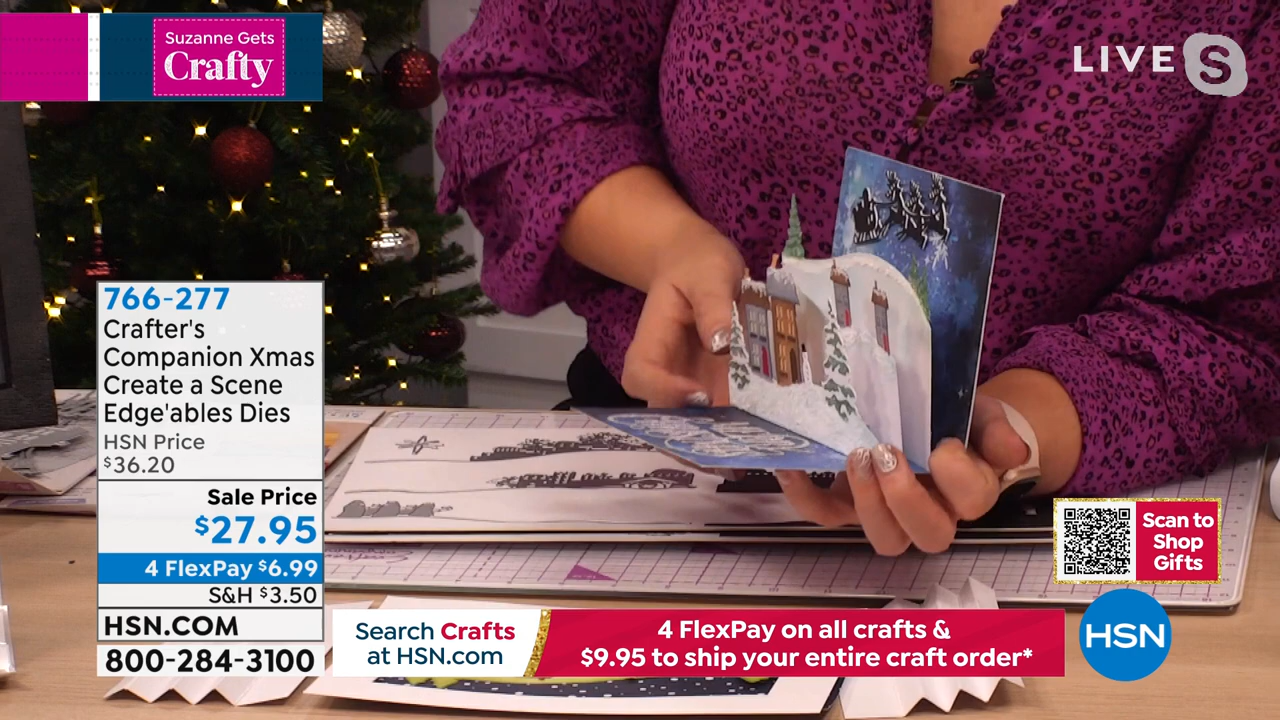 Suzanne Gets
Crafty
LIVE S
766-277
Crafter's
Companion Xmas
Create a Scene
Edge'ables Dies
HSN Price
$36.20
Sale Price
$27.95
4 FlexPay $6.99
S&H $3.50
HSN.COM
800-284-3100
Search Crafts
at HSN.com
4 FlexPay on all crafts &
$9.95 to ship your entire craft order*
Scan to
Shop
Gifts
HSN